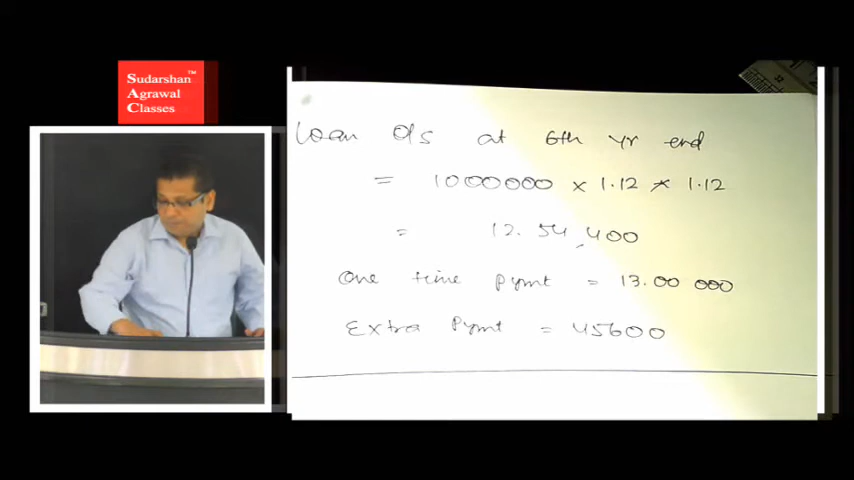 Sudarshan™
Agrawal
Classes
Loan O/s at 6th yr end
= 1000000 x 1.12 * 1.12
= 12.54,400
One time pymt = 13.00 000
Extra Pymt = 45600